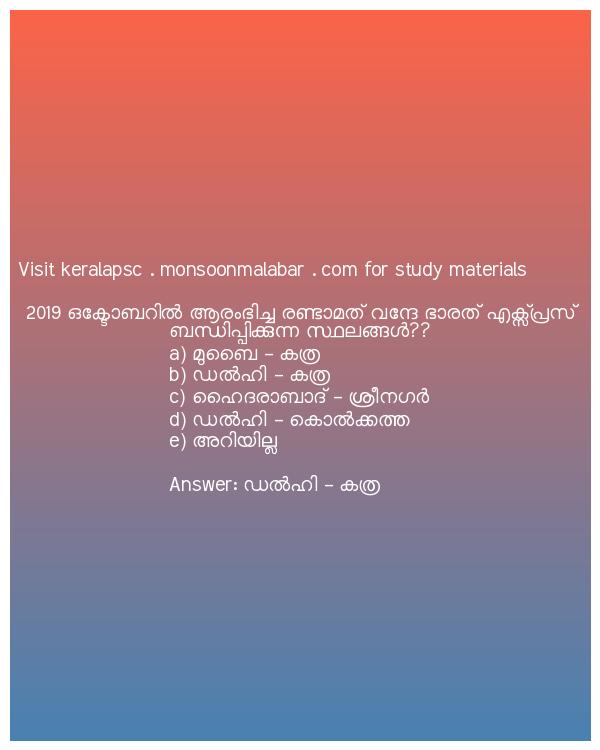 Visit keralapsc . monsoonmalabar . com for study materials
2019 ഒക്ടോബറിൽ ആരംഭിച്ച രണ്ടാമത് വന്ദേ ഭാരത് എക്സ്പ്രസ്
ബന്ധിപ്പിക്കുന്ന സ്ഥലങ്ങൾ??
a) മുബൈ - കത്ര
b) ഡൽഹി - കത്ര
c) ഹൈദരാബാദ് - ശ്രീനഗർ
d) ഡൽഹി - കൊൽക്കത്ത
e) അറിയില്ല
Answer: ഡൽഹി - കത്ര